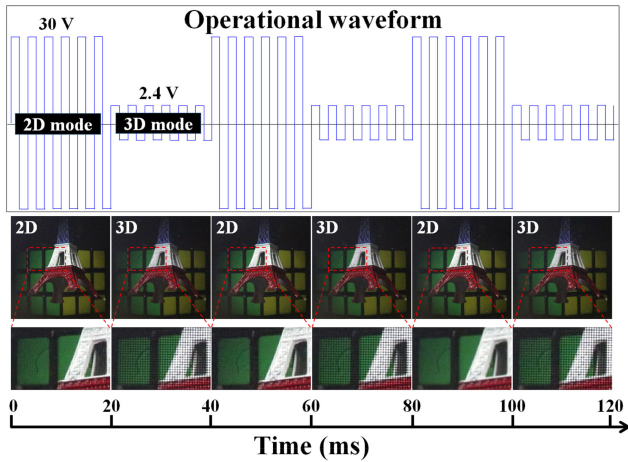 Operational waveform
30 V
2.4 V
2D mode
3D mode
2D
3D
2D
3D
2D
3D
0
20
40
60
80
100
120
Time (ms)